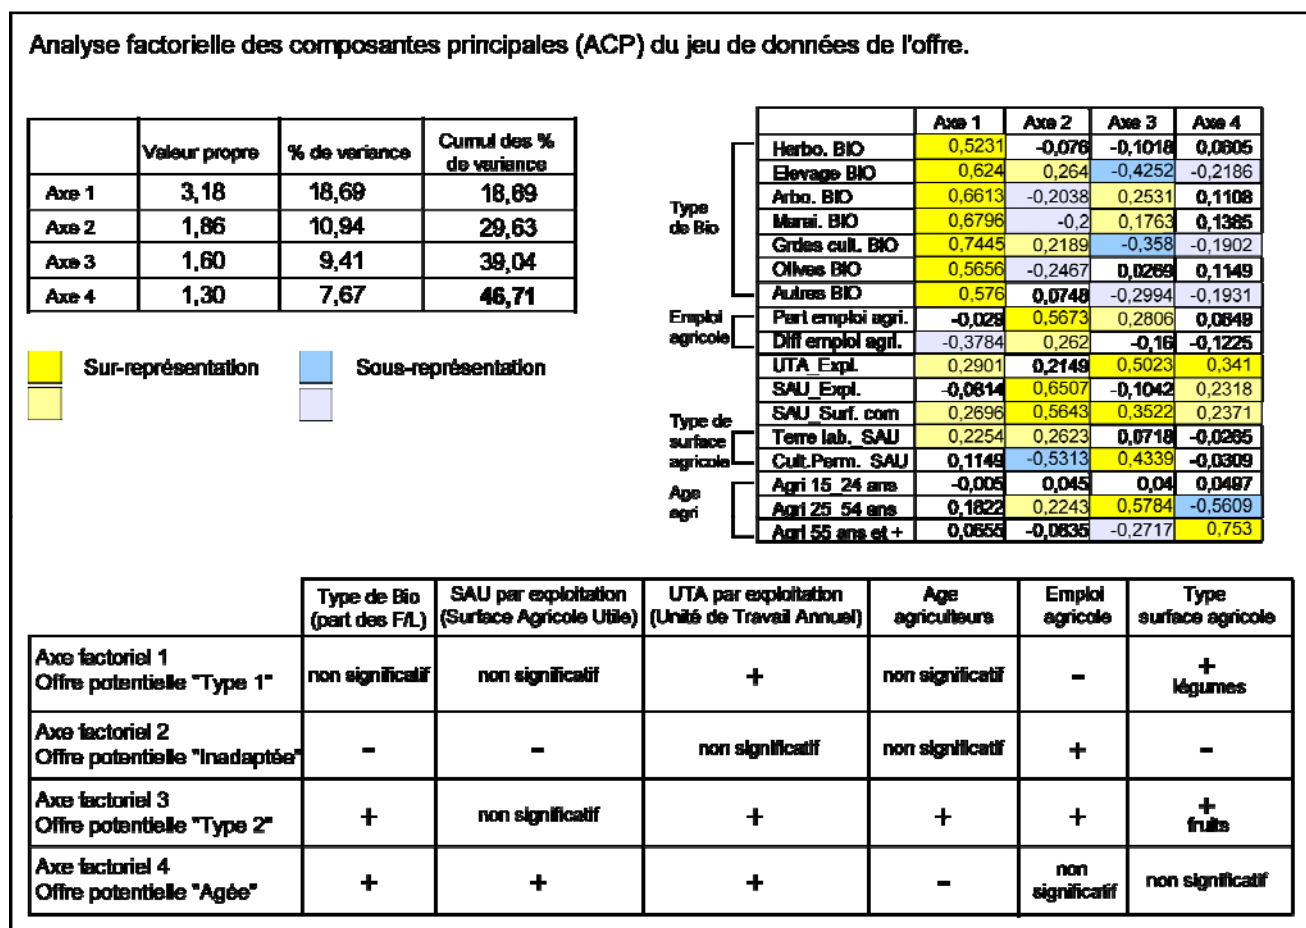 Analyse factorielle des composantes principales (ACP) du jeu de données de l'offre.
Valeur propre % de variance Cumul des % de variance
Axe 1 3,18 18,69 18,69
Axe 2 1,86 10,94 29,63
Axe 3 1,60 9,41 39,04
Axe 4 1,30 7,67 46,71
Sur-représentation Sous-représentation
Axe 1 Axe 2 Axe 3 Axe 4
Type de Bio
Herbo. BIO 0,5231 -0,076 -0,1018 0,0605
Elevage BIO 0,624 0,264 -0,4252 -0,2186
Arbo. BIO 0,6613 -0,2038 0,2531 0,1108
Marai. BIO 0,6796 -0,2 0,1763 0,1385
Grdes cult. BIO 0,7445 0,2189 -0,358 -0,1902
Olives BIO 0,5656 -0,2467 0,0269 0,1149
Autres BIO 0,576 0,0748 -0,2994 -0,1931
Emploi agricole
Part emploi agri. -0,029 0,5673 0,2806 0,0649
Diff emploi agri. -0,3784 0,262 -0,16 -0,1225
UTA_Expl. 0,2901 0,2149 0,5023 0,341
SAU_Expl. -0,0614 0,6507 -0,1042 0,2318
SAU_Surf. com 0,2696 0,5643 0,3522 0,2371
Type de surface agricole
Terre lab._SAU 0,2254 0,2623 0,0718 -0,0265
Cult.Perm._SAU 0,1149 -0,5313 0,4339 -0,0309
Age agri
Agri 15_24 ans -0,005 0,045 0,04 0,0497
Agri 25_54 ans 0,1822 0,2243 0,5784 -0,5609
Agri 55 ans et + 0,0655 -0,0635 -0,2717 0,753
Type de Bio (part des F/L) SAU par exploitation (Surface Agricole Utile) UTA par exploitation (Unité de Travail Annuel) Age agriculteurs Emploi agricole Type surface agricole
Axe factoriel 1
Offre potentielle "Type 1" non significatif non significatif + non significatif - + légumes
Axe factoriel 2
Offre potentielle "Inadaptée" - - non significatif non significatif + -
Axe factoriel 3
Offre potentielle "Type 2" + non significatif + + + + fruits
Axe factoriel 4
Offre potentielle "Agée" + + + - non significatif non significatif